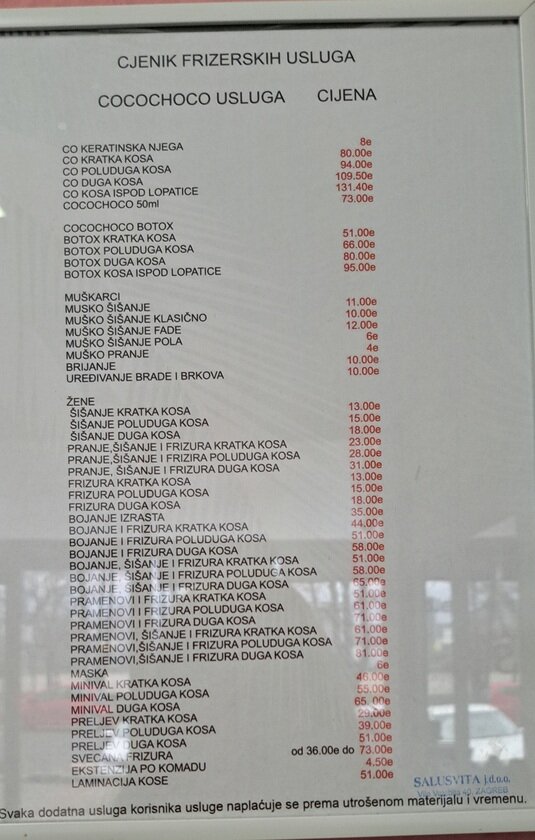 CJENIK FRIZERSKIH USLUGA
COCOCHOCO USLUGA CIJENA
CO KERATINSKA NJEGA 8e
CO KRATKA KOSA 80.00e
CO POLUDUGA KOSA 94.00e
CO DUGA KOSA 109.50e
CO KOSA ISPOD LOPATICE 131.40e
COCOCHOCO 50ml 73.00e
COCOCHOCO BOTOX
BOTOX KRATKA KOSA 51.00e
BOTOX POLUDUGA KOSA 66.00e
BOTOX DUGA KOSA 80.00e
BOTOX KOSA ISPOD LOPATICE 95.00e
MUŠKARCI
MUSKO ŠIŠANJE 11.00e
MUŠKO ŠIŠANJE KLASIČNO 10.00e
MUŠKO ŠIŠANJE FADE 12.00e
MUŠKO ŠIŠANJE POLA 6e
MUŠKO PRANJE 4e
BRIJANJE 10.00e
UREĐIVANJE BRADE I BRKOVA 10.00e
ŽENE
ŠIŠANJE KRATKA KOSA 13.00e
ŠIŠANJE POLUDUGA KOSA 15.00e
ŠIŠANJE DUGA KOSA 18.00e
PRANJE,ŠIŠANJE I FRIZURA KRATKA KOSA 23.00e
PRANJE,ŠIŠANJE I FRIZIRA POLUDUGA KOSA 28.00e
PRANJE, ŠIŠANJE I FRIZURA DUGA KOSA 31.00e
FRIZURA KRATKA KOSA 13.00e
FRIZURA POLUDUGA KOSA 15.00e
FRIZURA DUGA KOSA 18.00e
BOJANJE IZRASTA 35.00e
BOJANJE I FRIZURA KRATKA KOSA 44.00e
BOJANJE I FRIZURA POLUDUGA KOSA 51.00e
BOJANJE I FRIZURA DUGA KOSA 58.00e
BOJANJE, ŠIŠANJE I FRIZURA KRATKA KOSA 51.00e
BOJANJE, ŠIŠANJE I FRIZURA POLUDUGA KOSA 58.00e
BOJANJE, ŠIŠANJE I FRIZURA DUGA KOSA 65.00e
PRAMENOVI I FRIZURA KRATKA KOSA 51.00e
PRAMENOVI I FRIZURA POLUDUGA KOSA 61.00e
PRAMENOVI I FRIZURA DUGA KOSA 71.00e
PRAMENOVI, ŠIŠANJE I FRIZURA KRATKA KOSA 61.00e
PRAMENOVI,ŠIŠANJE I FRIZURA POLUDUGA KOSA 71.00e
PRAMENOVI,ŠIŠANJE I FRIZURA DUGA KOSA 81.00e
MASKA 6e
MINIVAL KRATKA KOSA 46.00e
MINIVAL POLUDUGA KOSA 55.00e
MINIVAL DUGA KOSA 65.00e
PRELJEV KRATKA KOSA 29.00e
PRELJEV POLUDUGA KOSA 39.00e
PRELJEV DUGA KOSA 51.00e
SVECANA FRIZURA od 36.00e do 73.00e
EKSTENZIJA PO KOMADU 4.50e
LAMINACIJA KOSE 51.00e
SALUSVITA j.d.o.o.
40, ZAGREB
Svaka dodatna usluga korisnika usluge naplaćuje se prema utrošenom materijalu i vremenu.